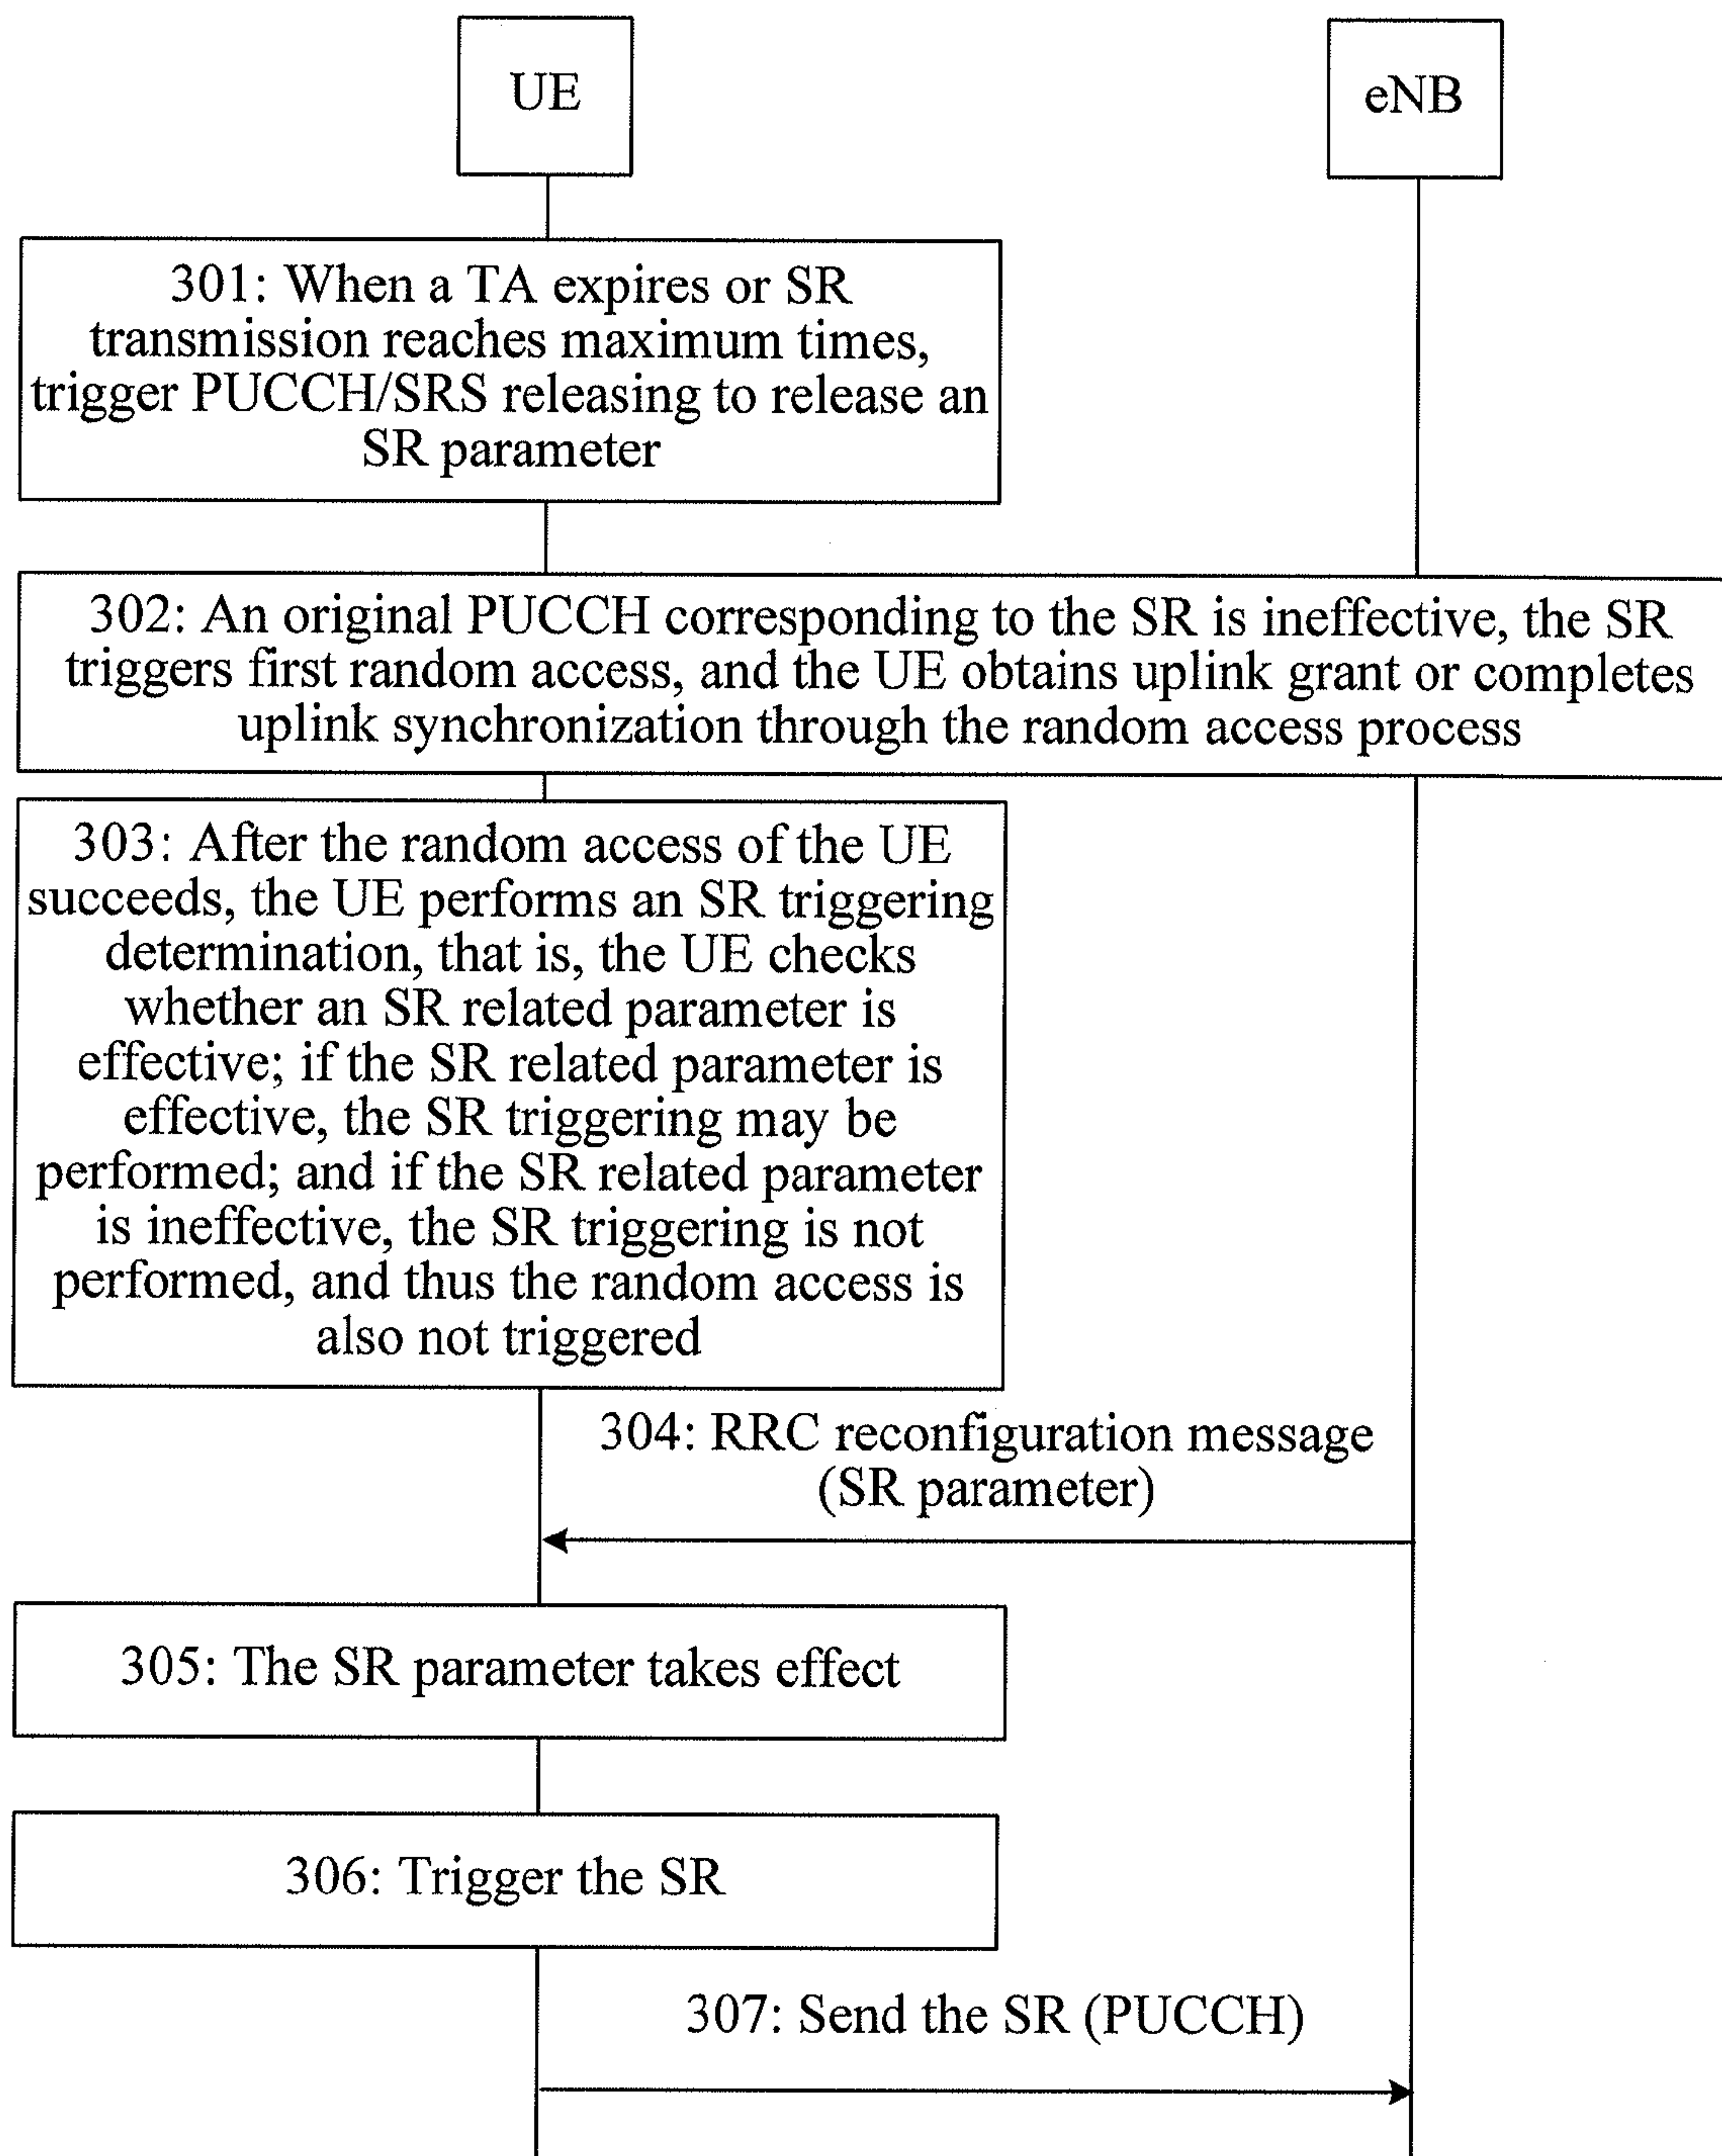 UE
eNB
301: When a TA expires or SR
transmission reaches maximum times,
trigger PUCCH/SRS releasing to release an
SR parameter
302: An original PUCCH corresponding to the SR is ineffective, the SR
triggers first random access, and the UE obtains uplink grant or completes
uplink synchronization through the random access process
303: After the random access of the UE
succeeds, the UE performs an SR triggering
determination, that is, the UE checks
whether an SR related parameter is
effective; if the SR related parameter is
effective, the SR triggering may be
performed; and if the SR related parameter
is ineffective, the SR triggering is not
performed, and thus the random access is
also not triggered
304: RRC reconfiguration message
(SR parameter)
305: The SR parameter takes effect
306: Trigger the SR
307: Send the SR (PUCCH)